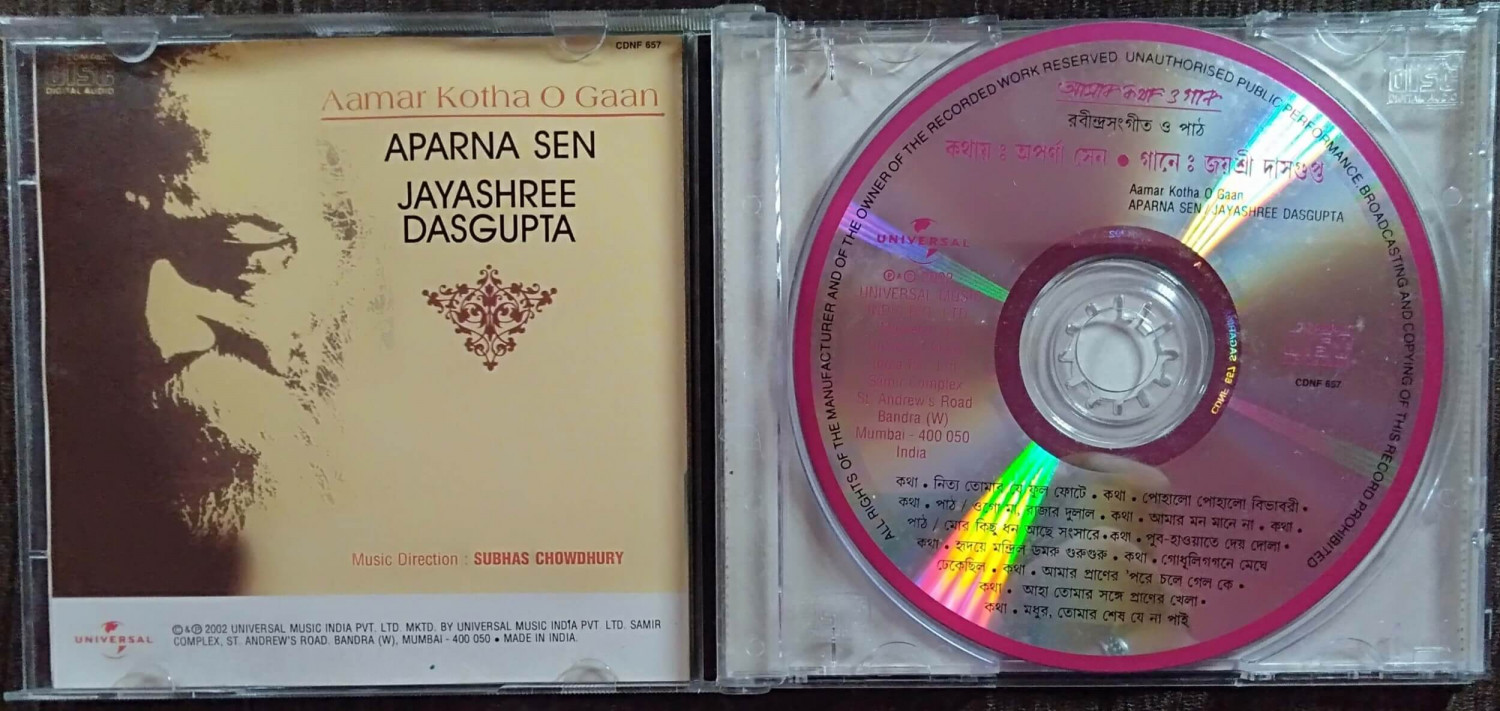 CDNF 657
DIGITAL AUDIO
Aamar Kotha O Gaan
APARNA SEN
JAYASHREE
DASGUPTA
Music Direction : SUBHAS CHOWDHURY
UNIVERSAL
©&℗ 2002 UNIVERSAL MUSIC INDIA PVT. LTD. MKTD. BY UNIVERSAL MUSIC INDIA PVT. LTD. SAMIR
COMPLEX, ST. ANDREW'S ROAD. BANDRA (W), MUMBAI - 400 050 • MADE IN INDIA.
ALL RIGHTS OF THE MANUFACTURER AND OF THE OWNER OF THE RECORDED WORK RESERVED. UNAUTHORISED PUBLIC PERFORMANCE, BROADCASTING AND COPYING OF THIS RECORD PROHIBITED
আমার কথা ও গান
রবীন্দ্রসংগীত ও পাঠ
কথায় : অপর্ণা সেন • গানে : জয়শ্রী দাসগুপ্ত
Aamar Kotha O Gaan
APARNA SEN / JAYASHREE DASGUPTA
UNIVERSAL
℗&© 2002
UNIVERSAL MUSIC
INDIA PVT. LTD.
Samir Complex
St. Andrew's Road
Bandra (W)
Mumbai - 400 050
India
CDNF 657
কথা • নিত্য তোমার যে ফুল ফোটে • কথা • পোহালো পোহালো বিভাবরী •
কথা • পাঠ / ওগো মা, রাজার দুলাল • কথা • আমার মন মানে না • কথা •
পাঠ / মোর কিছু ধন আছে সংসারে • কথা • পুব-হাওয়াতে দেয় দোলা •
কথা • হৃদয়ে মন্দ্রিল ডমরু গুরুগুরু • কথা • গোধূলিগগনে মেঘে
ঢেকেছিল • কথা • আমার প্রাণের 'পরে চলে গেল কে •
কথা • আহা তোমার সঙ্গে প্রাণের খেলা •
কথা • মধুর, তোমার শেষ যে না পাই